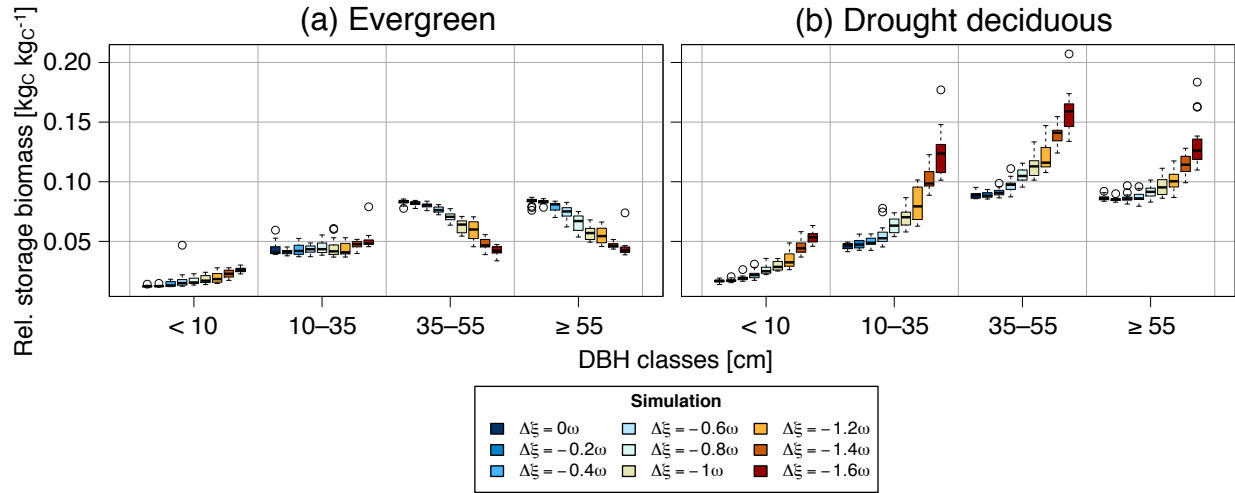 (a) Evergreen
(b) Drought deciduous
Rel. storage biomass [kgC kgC⁻¹]
0.20
0.15
0.10
0.05
< 10
10–35
35–55
≥ 55
< 10
10–35
35–55
≥ 55
DBH classes [cm]
Simulation
Δξ = 0ω
Δξ = −0.2ω
Δξ = −0.4ω
Δξ = −0.6ω
Δξ = −0.8ω
Δξ = −1ω
Δξ = −1.2ω
Δξ = −1.4ω
Δξ = −1.6ω